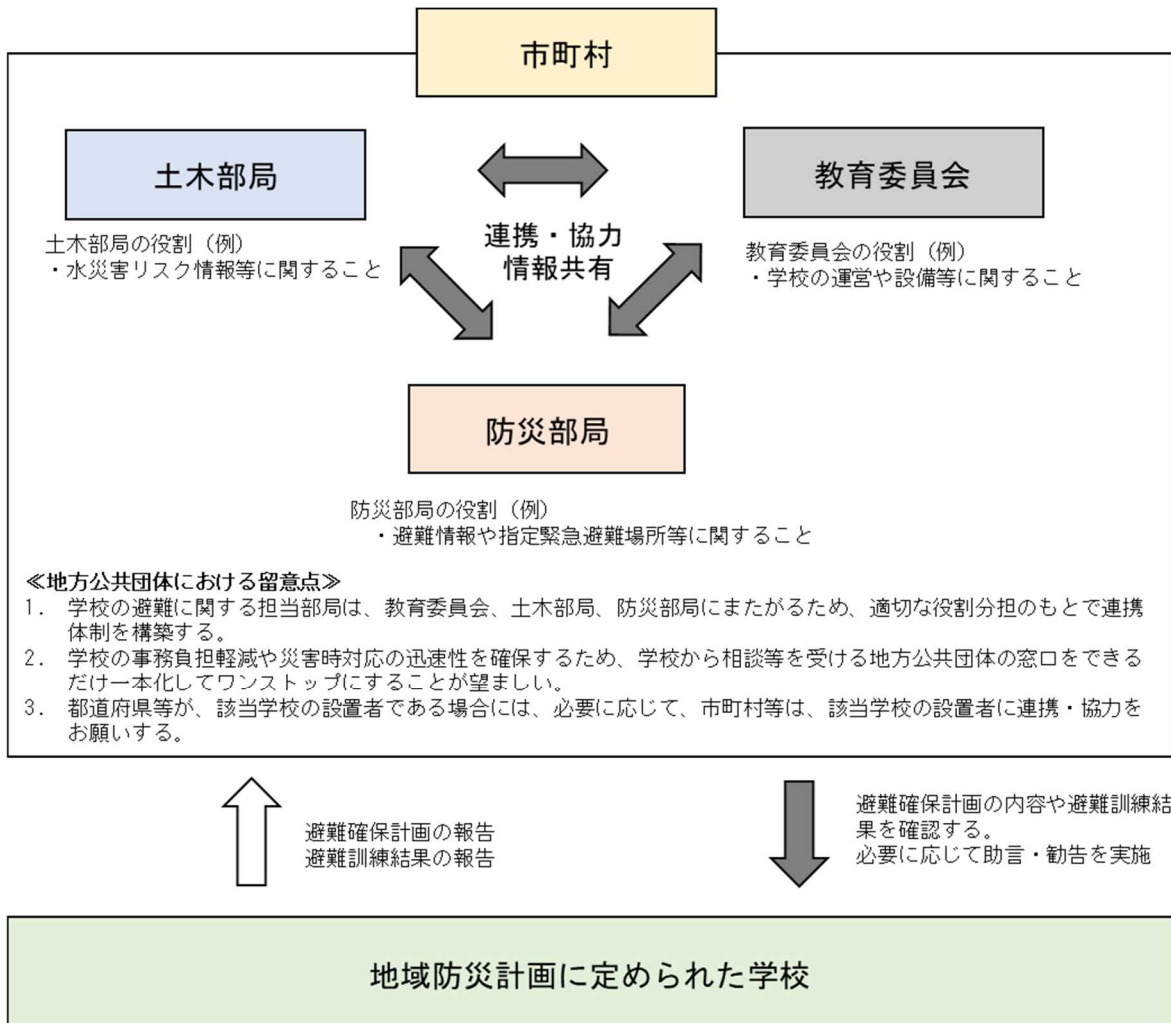 市町村
土木部局
教育委員会
連携・協力
情報共有
土木部局の役割（例）
・水災害リスク情報等に関すること
教育委員会の役割（例）
・学校の運営や設備等に関すること
防災部局
防災部局の役割（例）
・避難情報や指定緊急避難場所等に関すること
≪地方公共団体における留意点≫
1. 学校の避難に関する担当部局は、教育委員会、土木部局、防災部局にまたがるため、適切な役割分担のもとで連携
体制を構築する。
2. 学校の事務負担軽減や災害時対応の迅速性を確保するため、学校から相談等を受ける地方公共団体の窓口をできる
だけ一本化してワンストップにすることが望ましい。
3. 都道府県等が、該当学校の設置者である場合には、必要に応じて、市町村等は、該当学校の設置者に連携・協力を
お願いする。
避難確保計画の報告
避難訓練結果の報告
避難確保計画の内容や避難訓練結
果を確認する。
必要に応じて助言・勧告を実施
地域防災計画に定められた学校